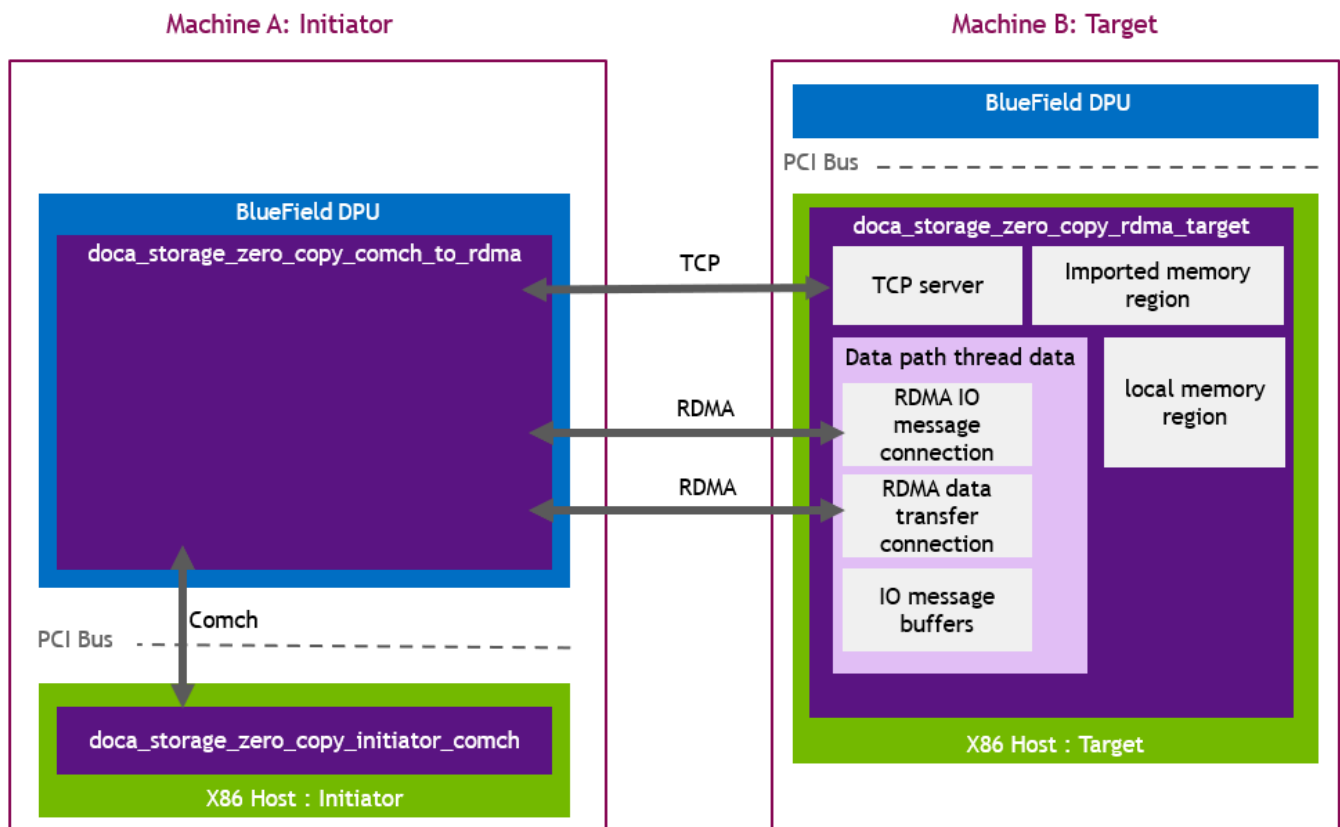 Machine A: Initiator
Machine B: Target
BlueField DPU
PCI Bus
BlueField DPU
doca_storage_zero_copy_comch_to_rdma
TCP
RDMA
RDMA
doca_storage_zero_copy_rdma_target
TCP server
Imported memory
region
Data path thread data
RDMA IO
message
connection
RDMA data
transfer
connection
IO message
buffers
local memory
region
X86 Host : Target
Comch
PCI Bus
doca_storage_zero_copy_initiator_comch
X86 Host : Initiator